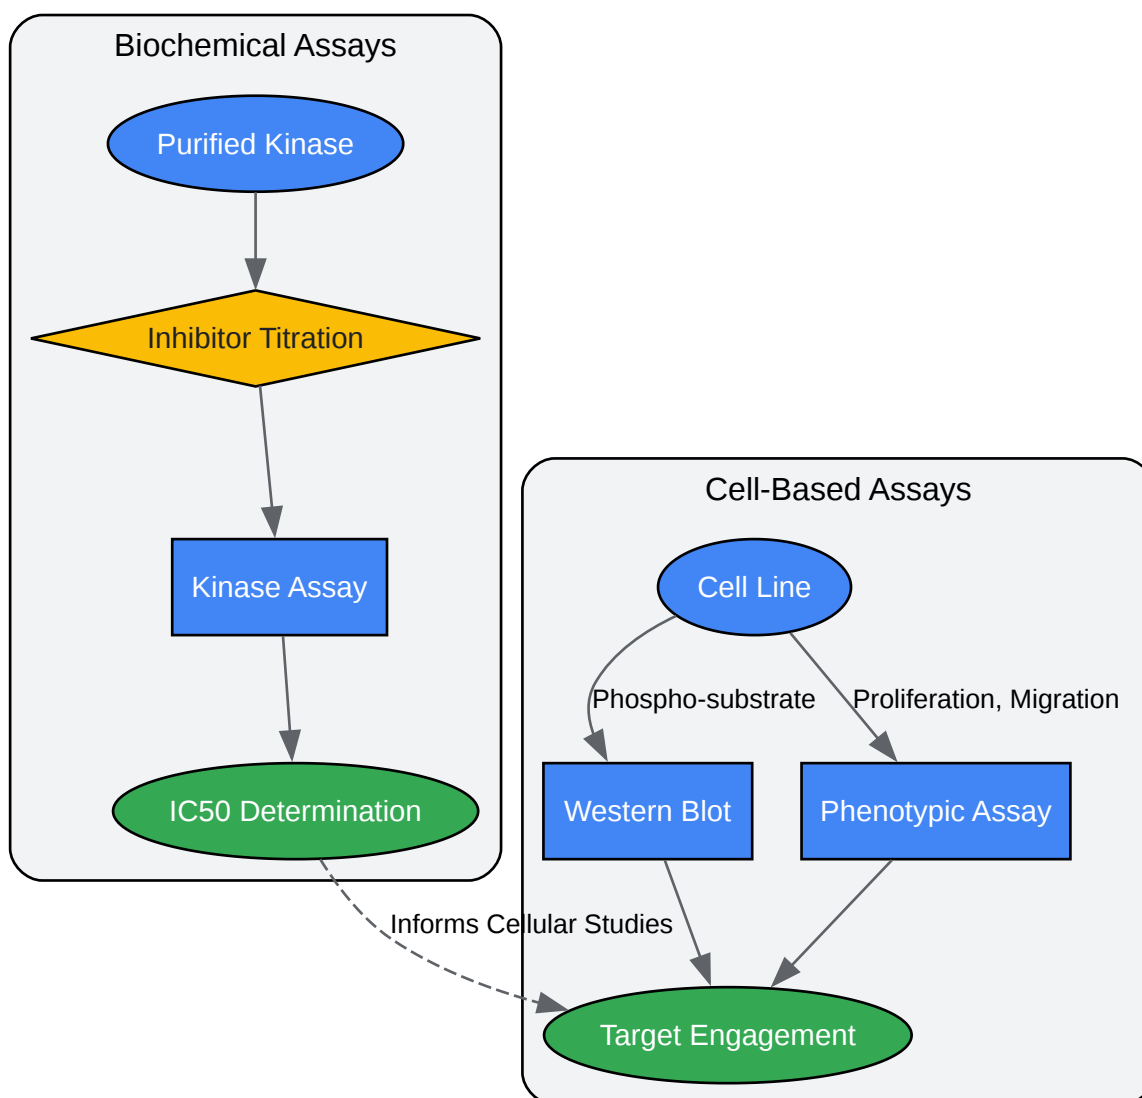 Biochemical Assays
Purified Kinase
Inhibitor Titration
Kinase Assay
IC50 Determination
Informs Cellular Studies
Cell-Based Assays
Cell Line
Phospho-substrate
Proliferation, Migration
Western Blot
Phenotypic Assay
Target Engagement